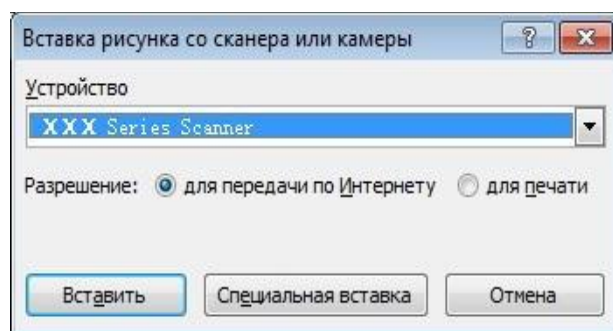 Вставка рисунка со сканера или камеры ?
Устройство
XXX Series Scanner
Разрешение: для передачи по Интернету для печати
Вставить Специальная вставка Отмена